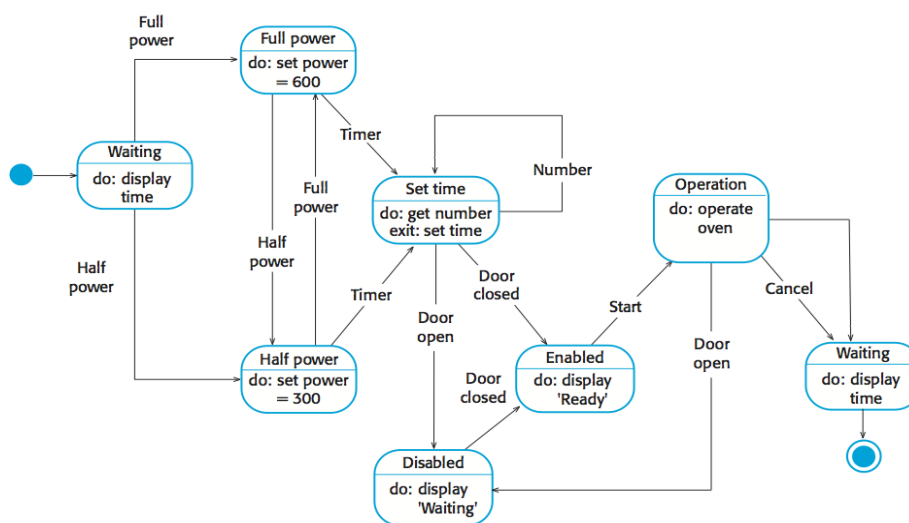 Full
power
Full power
do: set power
= 600
Waiting
do: display
time
Half
power
Full
power
Half
power
Timer
Timer
Half power
do: set power
= 300
Set time
do: get number
exit: set time
Number
Door
open
Door
closed
Door
closed
Disabled
do: display
'Waiting'
Enabled
do: display
'Ready'
Start
Operation
do: operate
oven
Door
open
Cancel
Waiting
do: display
time